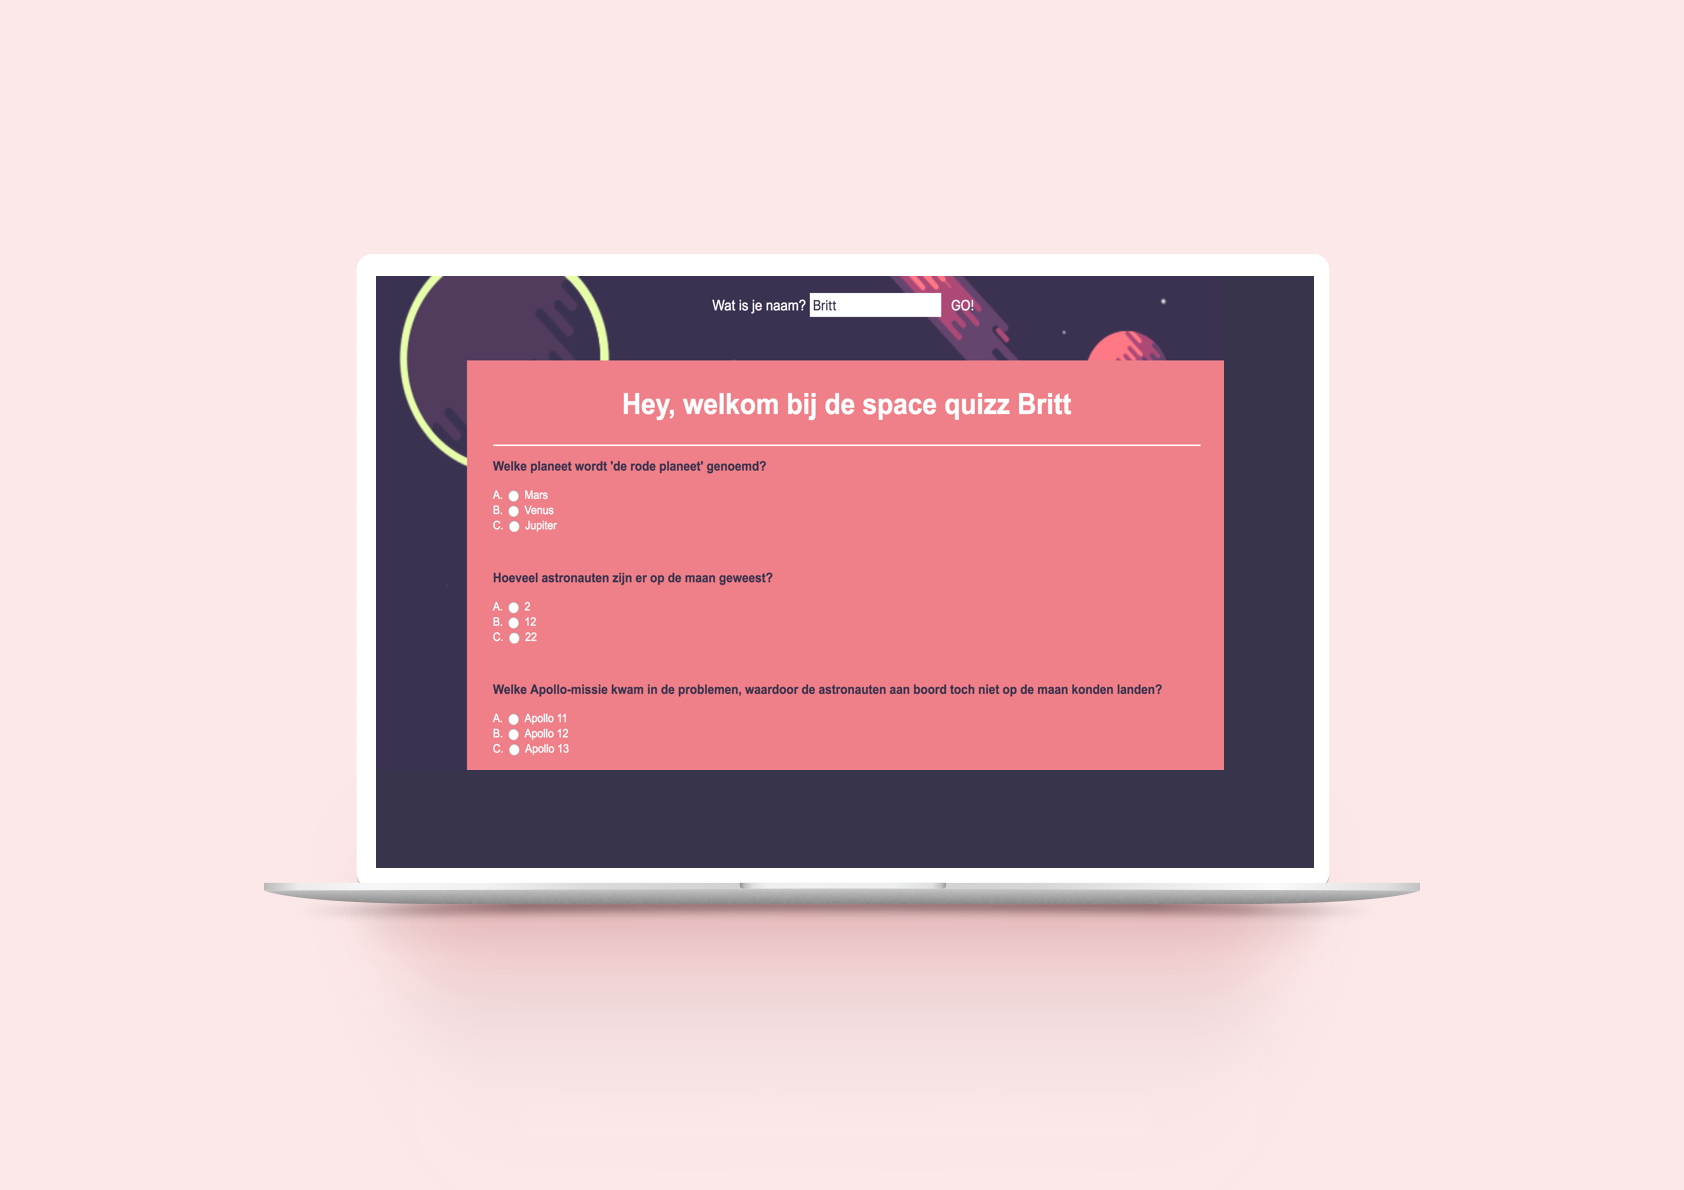 Wat is je naam? Britt GO!
Hey, welkom bij de space quizz Britt
Welke planeet wordt 'de rode planeet' genoemd?
A. Mars
B. Venus
C. Jupiter
Hoeveel astronauten zijn er op de maan geweest?
A. 2
B. 12
C. 22
Welke Apollo-missie kwam in de problemen, waardoor de astronauten aan boord toch niet op de maan konden landen?
A. Apollo 11
B. Apollo 12
C. Apollo 13